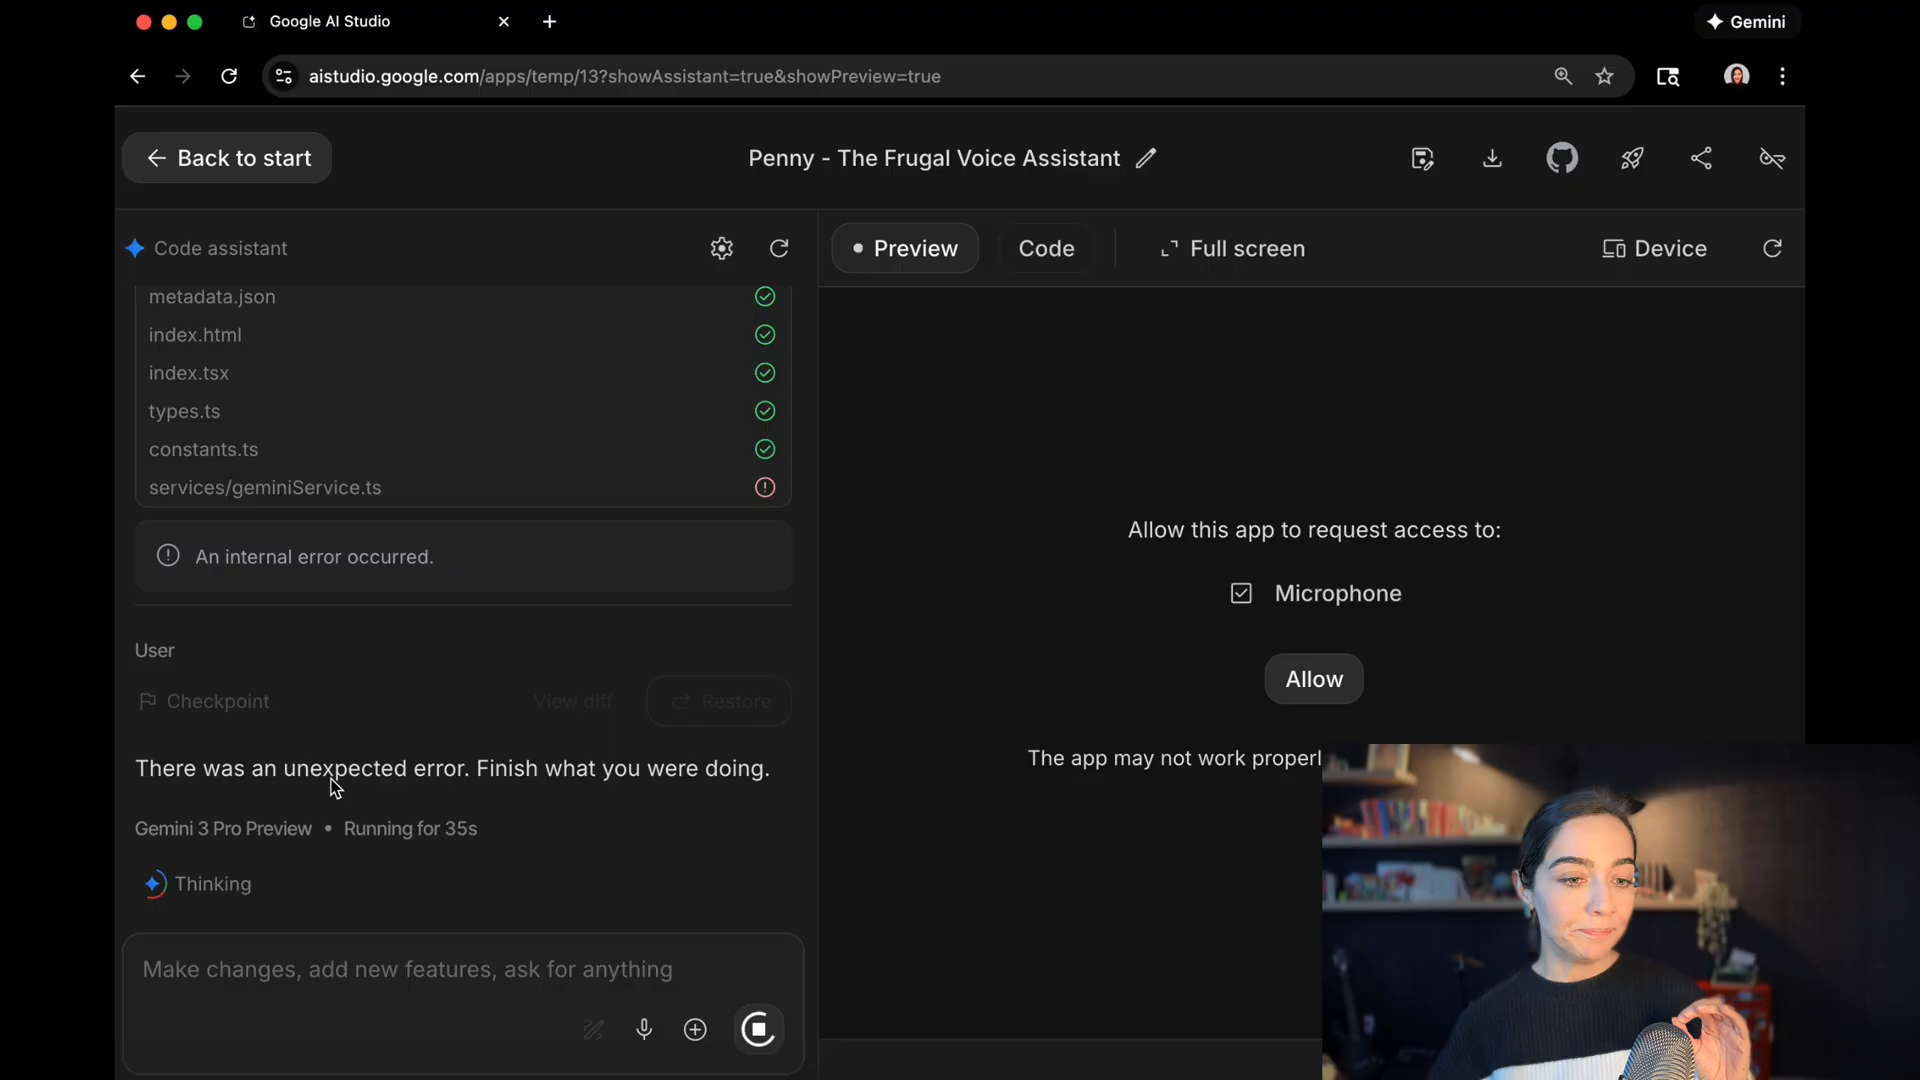 Google AI Studio
Gemini
aistudio.google.com/apps/temp/13?showAssistant=true&showPreview=true
Back to start
Penny - The Frugal Voice Assistant
Code assistant
Preview
Code
Full screen
Device
metadata.json
index.html
index.tsx
types.ts
constants.ts
services/geminiService.ts
An internal error occurred.
Allow this app to request access to:
Microphone
Allow
The app may not work properl
User
Checkpoint
View diff
Restore
There was an unexpected error. Finish what you were doing.
Gemini 3 Pro Preview • Running for 35s
Thinking
Make changes, add new features, ask for anything